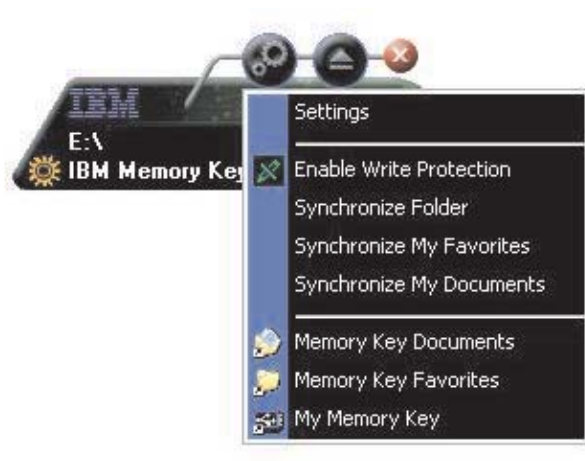 IBM
E:\
IBM Memory Key
Settings
Enable Write Protection
Synchronize Folder
Synchronize My Favorites
Synchronize My Documents
Memory Key Documents
Memory Key Favorites
My Memory Key